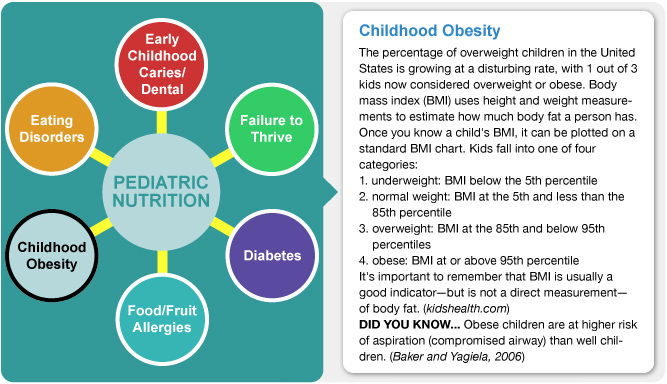 Early
Childhood
Caries/
Dental
Eating
Disorders
Failure to
Thrive
PEDIATRIC
NUTRITION
Childhood
Obesity
Diabetes
Food/Fruit
Allergies
Childhood Obesity
The percentage of overweight children in the United
States is growing at a disturbing rate, with 1 out of 3
kids now considered overweight or obese. Body
mass index (BMI) uses height and weight measure-
ments to estimate how much body fat a person has.
Once you know a child's BMI, it can be plotted on a
standard BMI chart. Kids fall into one of four
categories:
1. underweight: BMI below the 5th percentile
2. normal weight: BMI at the 5th and less than the
85th percentile
3. overweight: BMI at the 85th and below 95th
percentiles
4. obese: BMI at or above 95th percentile
It's important to remember that BMI is usually a
good indicator—but is not a direct measurement—
of body fat. (kidshealth.com)
DID YOU KNOW... Obese children are at higher risk
of aspiration (compromised airway) than well chil-
dren. (Baker and Yagiela, 2006)